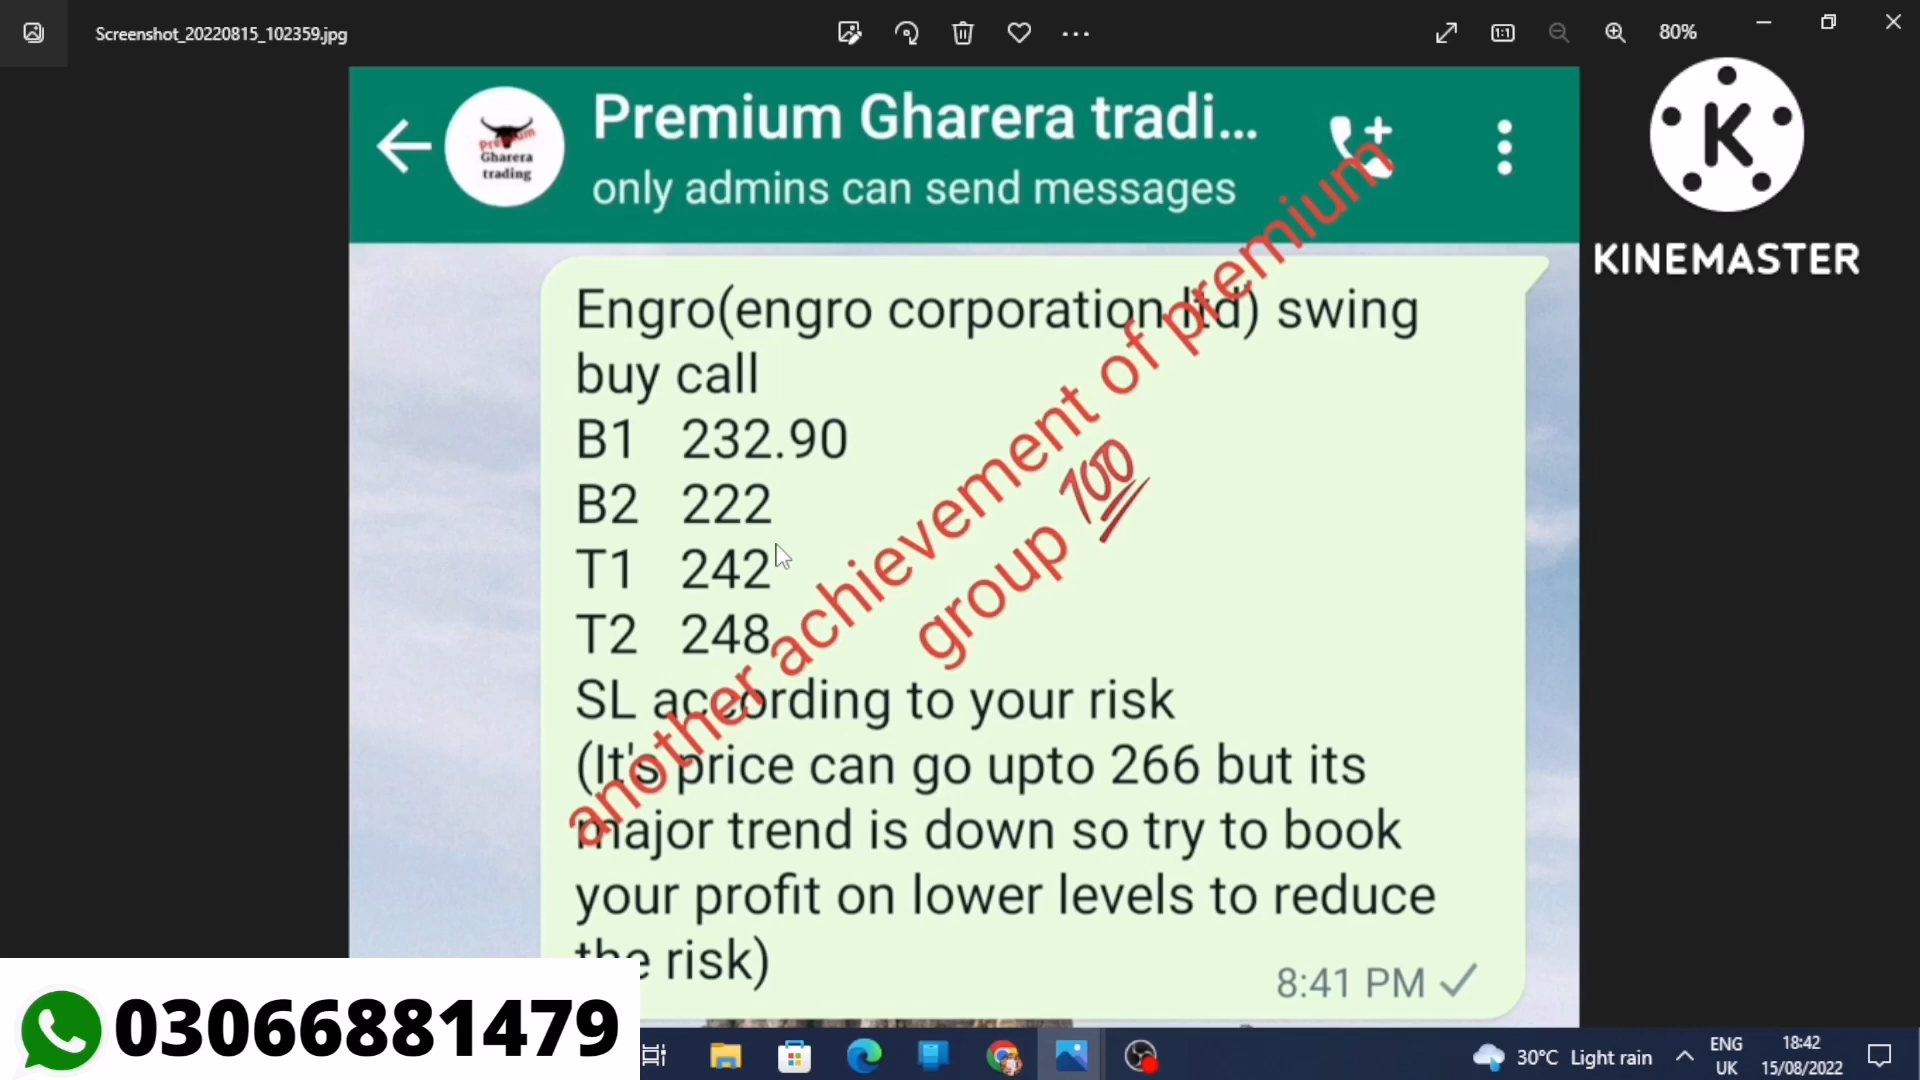 Screenshot_20220815_102359.jpg
1:1
80%
Premium Gharera tradi...
only admins can send messages
Premium
Gharera
trading
K
KINEMASTER
Engro(engro corporation ltd) swing
buy call
B1 232.90
B2 222
T1 242
T2 248
SL according to your risk
(It's price can go upto 266 but its
major trend is down so try to book
your profit on lower levels to reduce
the risk)
8:41 PM
another achievement of premium
group 💯
03066881479
30°C Light rain
ENG
UK
18:42
15/08/2022